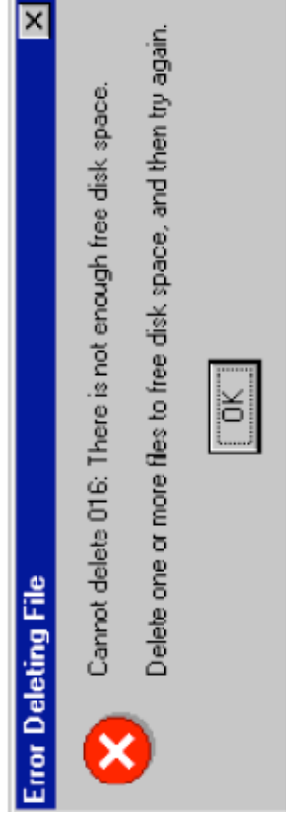 Error Deleting File
Cannot delete 016: There is not enough free disk space.
Delete one or more files to free disk space, and then try again.
OK